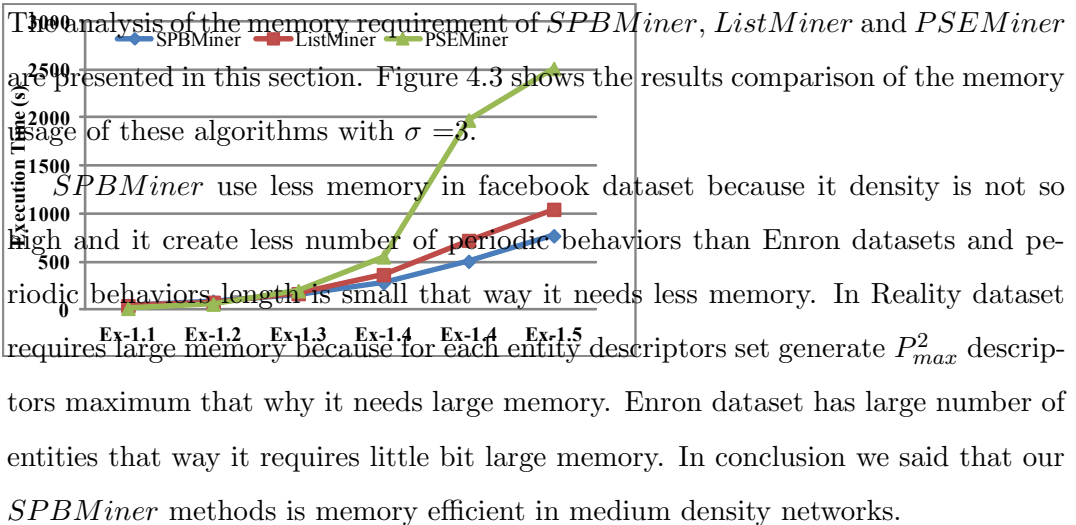 The analysis of the memory requirement of SPBMiner, ListMiner and PSEMiner
are presented in this section. Figure 4.3 shows the results comparison of the memory
usage of these algorithms with σ =3.
SPBMiner use less memory in facebook dataset because it density is not so
high and it create less number of periodic behaviors than Enron datasets and pe-
riodic behaviors length is small that way it needs less memory. In Reality dataset
requires large memory because for each entity descriptors set generate P²max descrip-
tors maximum that why it needs large memory. Enron dataset has large number of
entities that way it requires little bit large memory. In conclusion we said that our
SPBMiner methods is memory efficient in medium density networks.
SPBMiner ListMiner PSEMiner
Execution Time (s)
3000
2500
2000
1500
1000
500
0
Ex-1.1 Ex-1.2 Ex-1.3 Ex-1.4 Ex-1.4 Ex-1.5